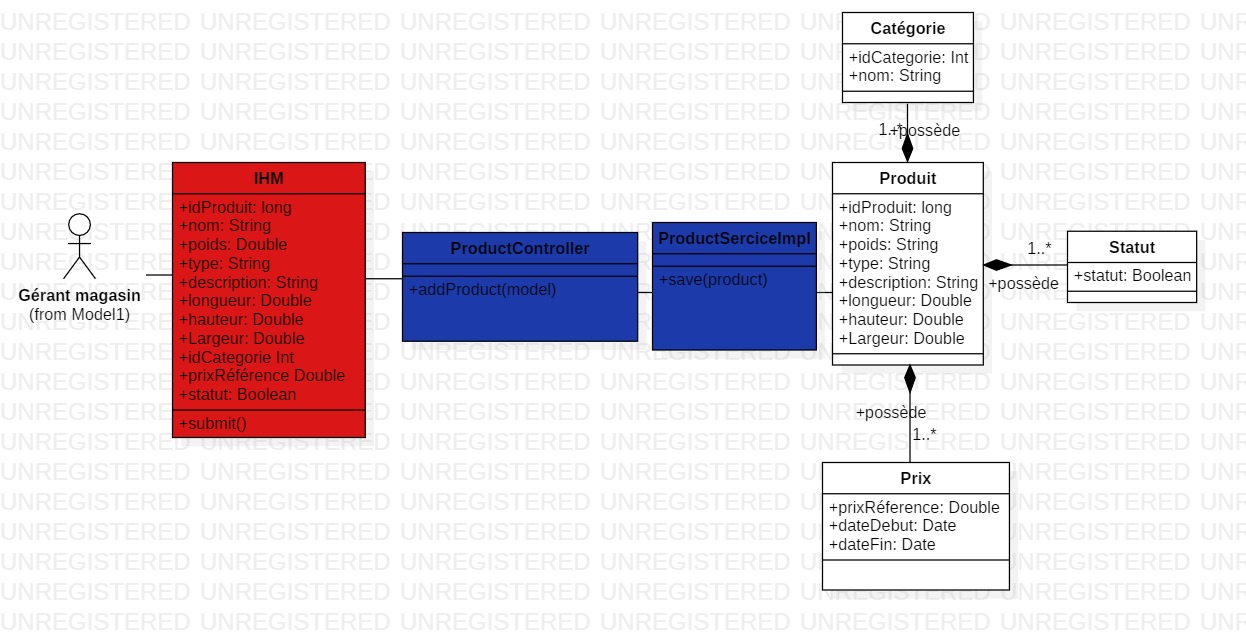 Gérant magasin
(from Model1)
IHM
+idProduit: long
+nom: String
+poids: Double
+type: String
+description: String
+longueur: Double
+hauteur: Double
+Largeur: Double
+idCategorie Int
+prixRéférence Double
+statut: Boolean
+submit()
ProductController
+addProduct(model)
ProductSerciceImpl
+save(product)
Catégorie
+idCategorie: Int
+nom: String
1..*
+possède
Produit
+idProduit: long
+nom: String
+poids: String
+type: String
+description: String
+longueur: Double
+hauteur: Double
+Largeur: Double
1..*
+possède
Statut
+statut: Boolean
+possède
1..*
Prix
+prixRéference: Double
+dateDebut: Date
+dateFin: Date
UNREGISTERED